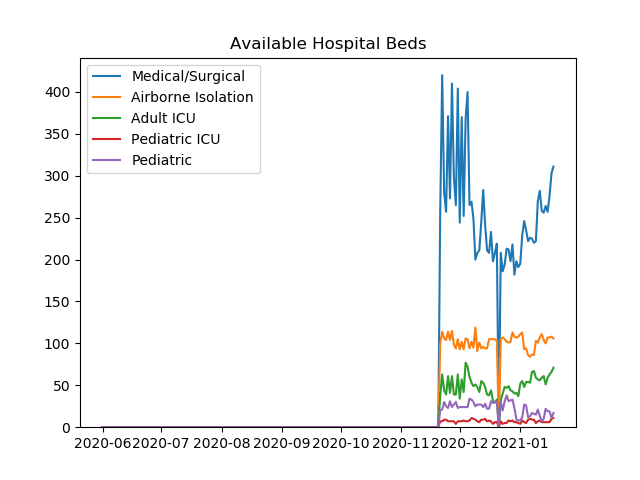 Available Hospital Beds
Medical/Surgical
Airborne Isolation
Adult ICU
Pediatric ICU
Pediatric
400
350
300
250
200
150
100
50
0
2020-06 2020-07 2020-08 2020-09 2020-10 2020-11 2020-12 2021-01